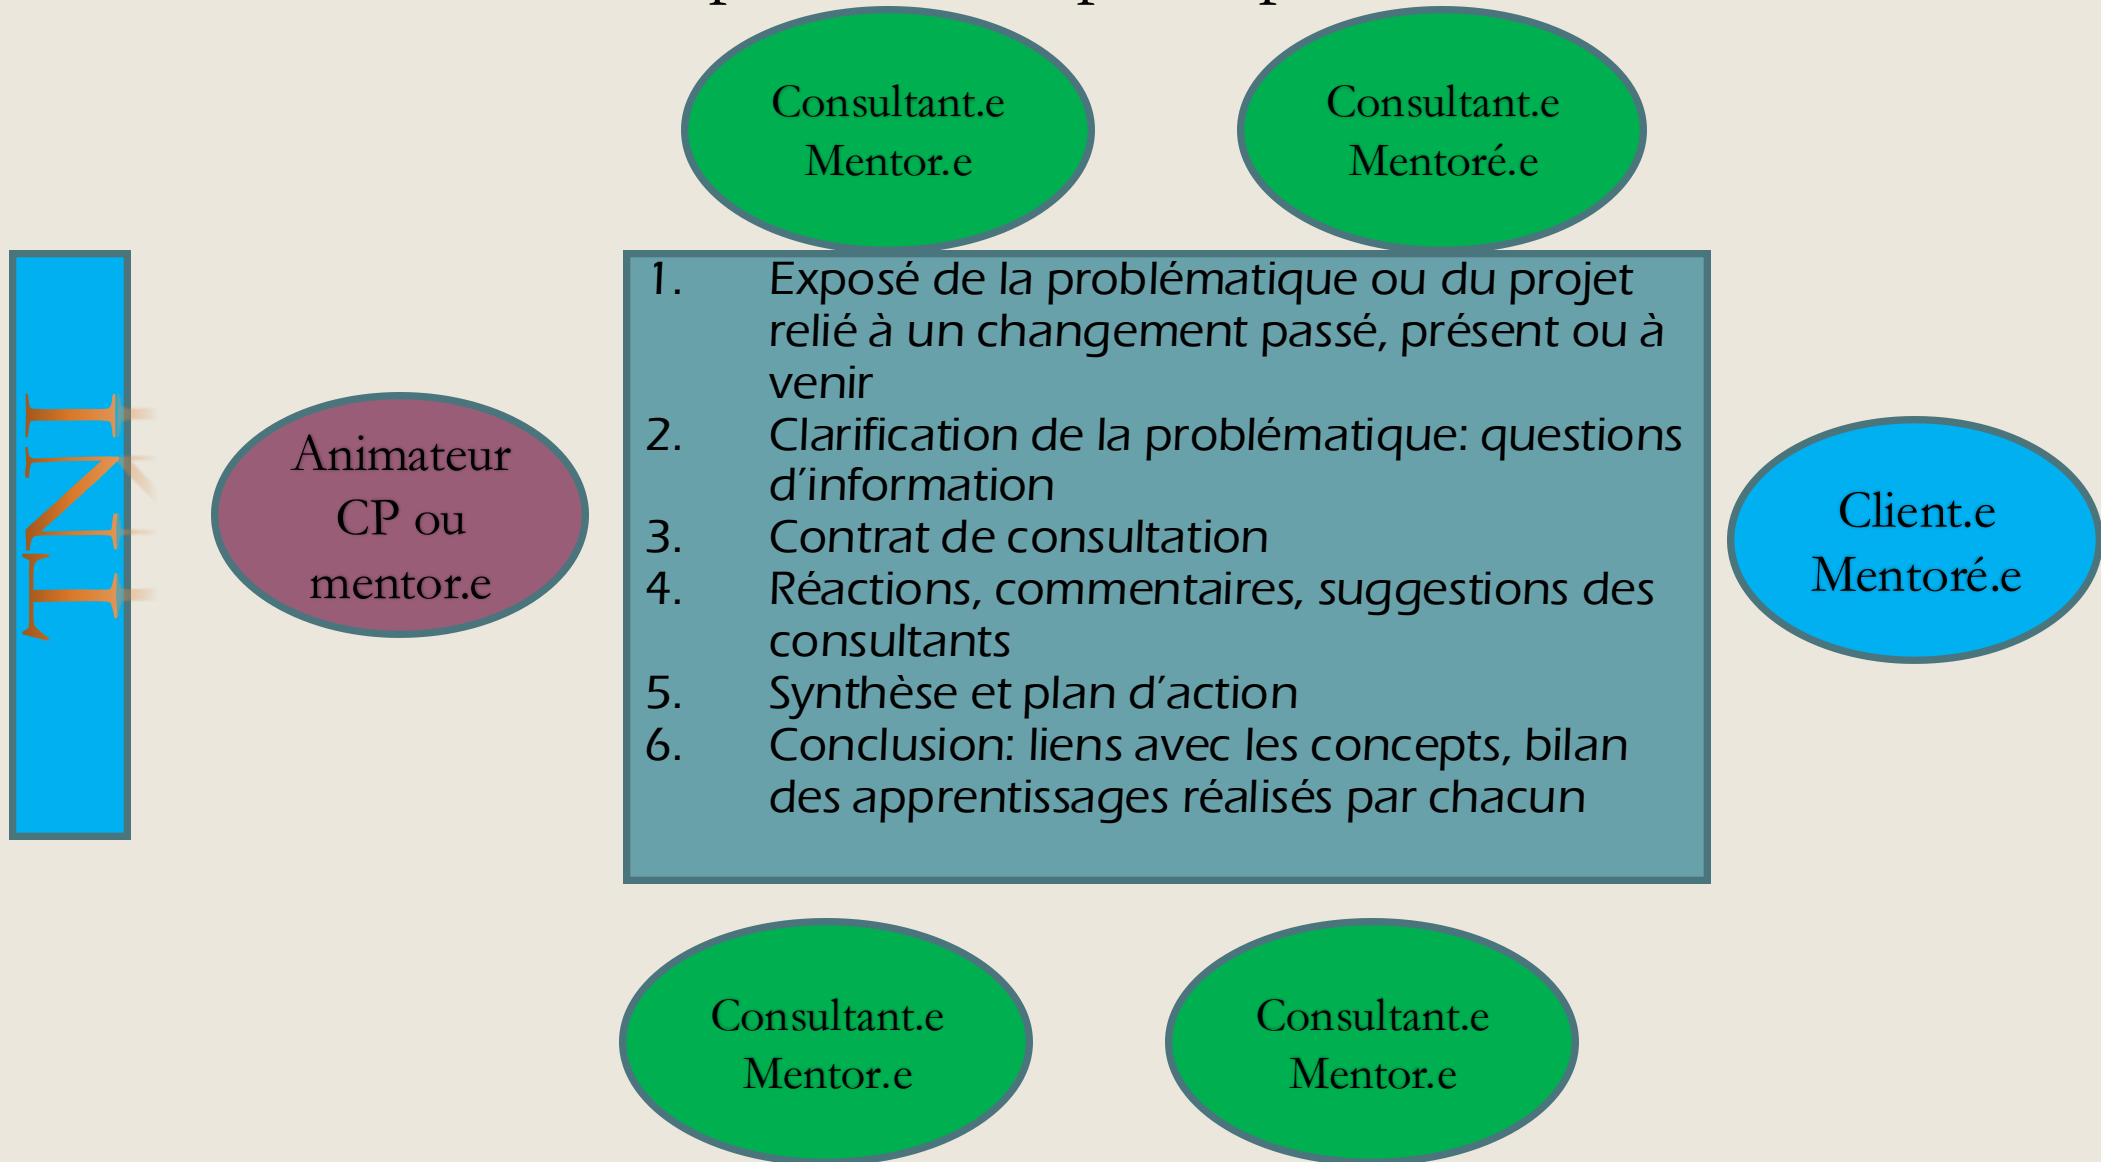 Consultant.e
Mentor.e
Consultant.e
Mentoré.e
TNI
Animateur
CP ou
mentor.e
1. Exposé de la problématique ou du projet
relié à un changement passé, présent ou à
venir
2. Clarification de la problématique: questions
d’information
3. Contrat de consultation
4. Réactions, commentaires, suggestions des
consultants
5. Synthèse et plan d’action
6. Conclusion: liens avec les concepts, bilan
des apprentissages réalisés par chacun
Client.e
Mentoré.e
Consultant.e
Mentor.e
Consultant.e
Mentor.e